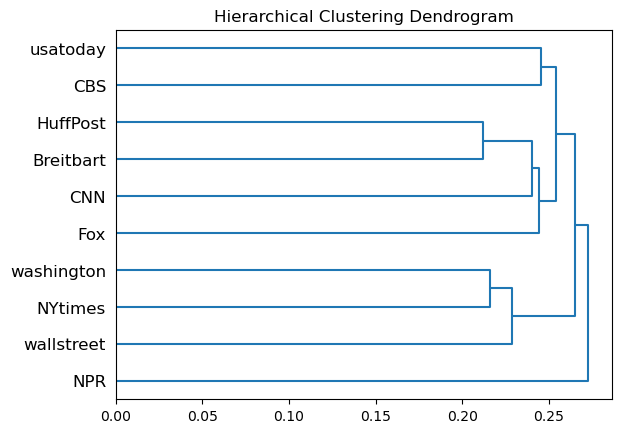 Hierarchical Clustering Dendrogram
usatoday
CBS
HuffPost
Breitbart
CNN
Fox
washington
NYtimes
wallstreet
NPR
0.00 0.05 0.10 0.15 0.20 0.25